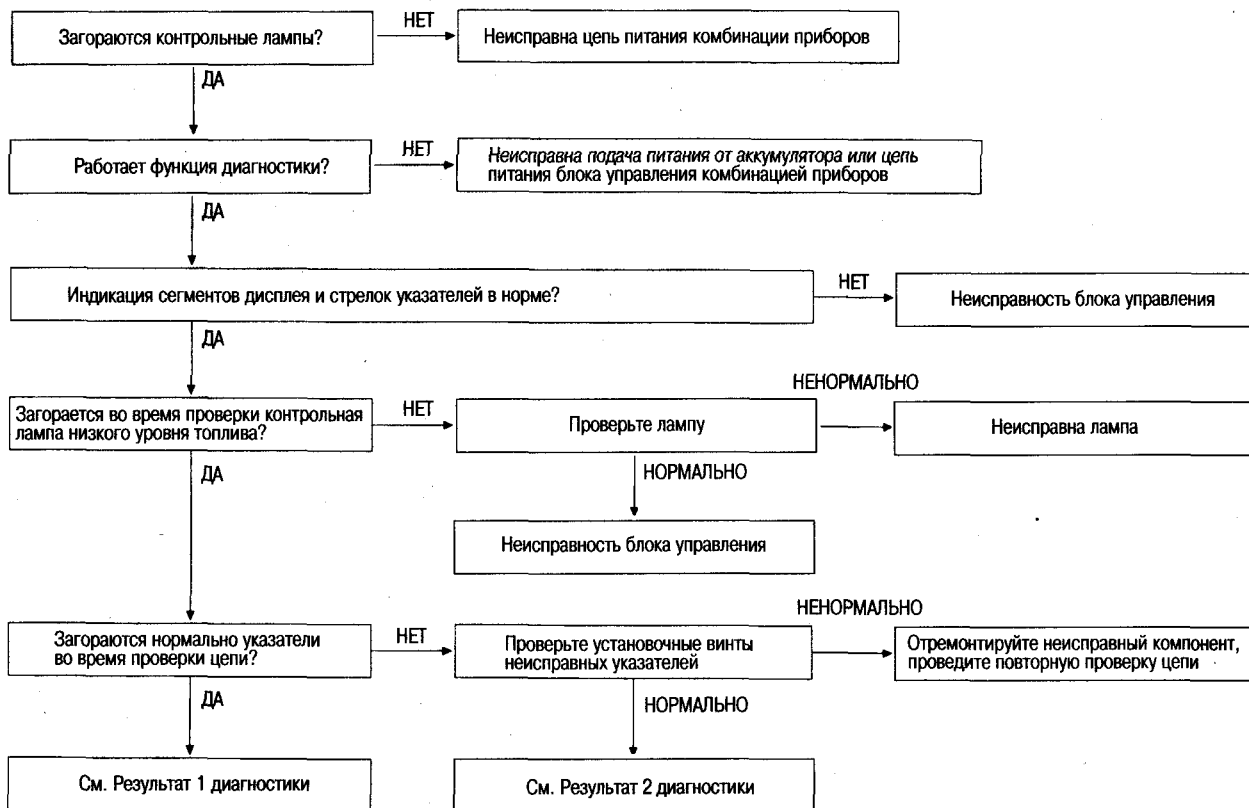 Загораются контрольные лампы?
НЕТ
Неисправна цепь питания комбинации приборов
ДА
Работает функция диагностики?
НЕТ
Неисправна подача питания от аккумулятора или цепь
питания блока управления комбинацией приборов
ДА
Индикация сегментов дисплея и стрелок указателей в норме?
НЕТ
Неисправность блока управления
ДА
Загорается во время проверки контрольная
лампа низкого уровня топлива?
НЕТ
Проверьте лампу
НЕНОРМАЛЬНО
Неисправна лампа
ДА
НОРМАЛЬНО
Неисправность блока управления
Загораются нормально указатели
во время проверки цепи?
НЕТ
Проверьте установочные винты
неисправных указателей
НЕНОРМАЛЬНО
Отремонтируйте неисправный компонент,
проведите повторную проверку цепи
ДА
НОРМАЛЬНО
См. Результат 1 диагностики
См. Результат 2 диагностики